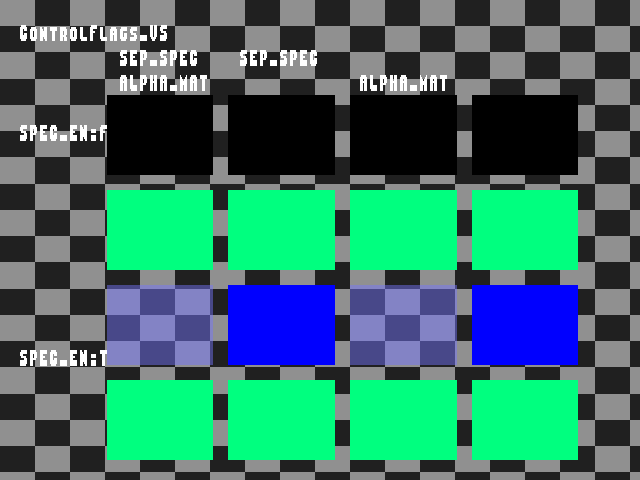 ControlFlags_VS
SEP_SPEC SEP_SPEC
ALPHA_MAT ALPHA_MAT
SPEC_EN:F
SPEC_EN:T